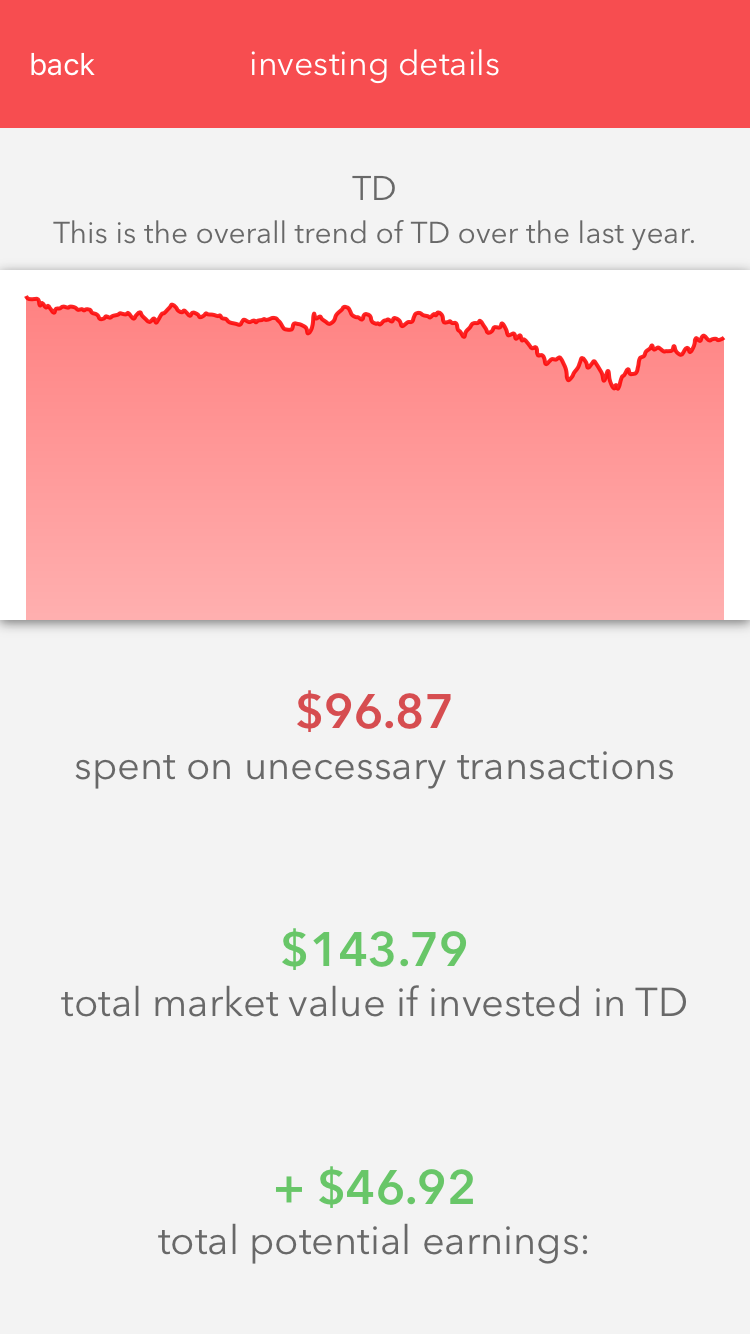 back
investing details
TD
This is the overall trend of TD over the last year.
$96.87
spent on unecessary transactions
$143.79
total market value if invested in TD
+ $46.92
total potential earnings: